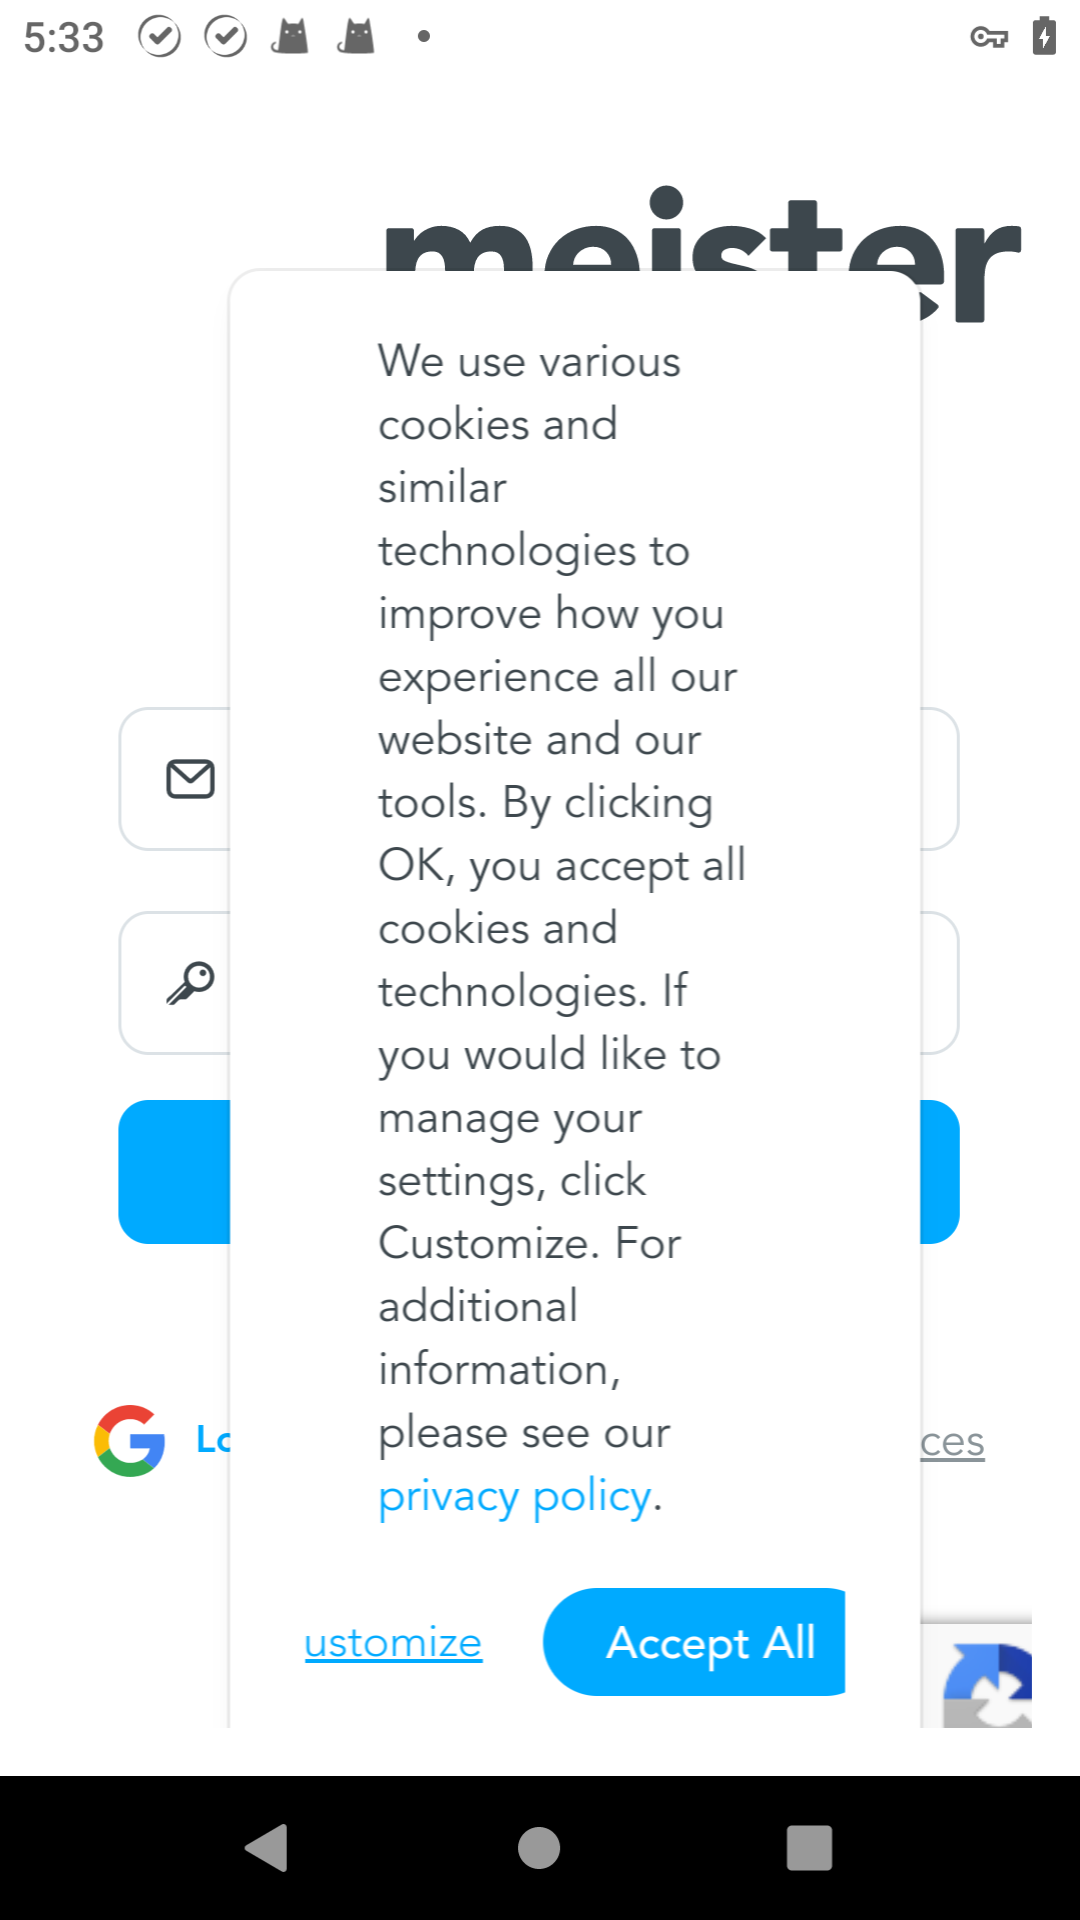 5:33
meister
We use various
cookies and
similar
technologies to
improve how you
experience all our
website and our
tools. By clicking
OK, you accept all
cookies and
technologies. If
you would like to
manage your
settings, click
Customize. For
additional
information,
Lo
please see our
ces
privacy policy.
ustomize
Accept All